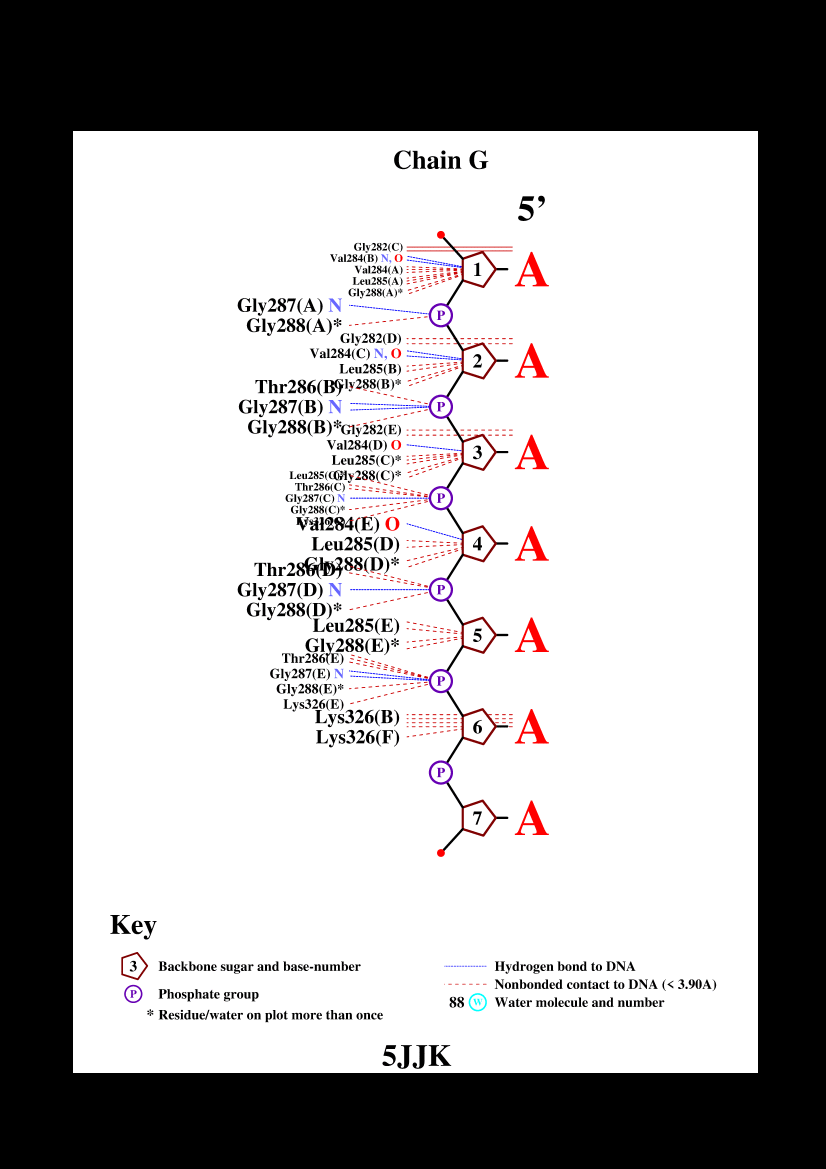 Chain G
5’
Gly282(C)
Val284(B) N, O
Val284(A)
Leu285(A)
Gly288(A)*
1 A
Gly287(A) N
P
Gly288(A)*
Gly282(D)
Val284(C) N, O
2 A
Leu285(B)
Gly288(B)*
Thr286(B)
Gly287(B) N
P
Gly288(B)*
Gly282(E)
Val284(D) O
3 A
Leu285(C)*
Gly288(C)*
Leu285(C)*
Thr286(C)
Gly287(C) N
P
Gly288(C)*
Val284(E) O
4 A
Leu285(D)
Gly288(D)*
Thr286(D)
Gly287(D) N
P
Gly288(D)*
Leu285(E)
5 A
Gly288(E)*
Thr286(E)
Gly287(E) N
P
Gly288(E)*
Lys326(E)
Lys326(B)
6 A
Lys326(F)
P
7 A
Key
3 Backbone sugar and base-number
P Phosphate group
* Residue/water on plot more than once
Hydrogen bond to DNA
Nonbonded contact to DNA (< 3.90A)
88 W Water molecule and number
5JJK